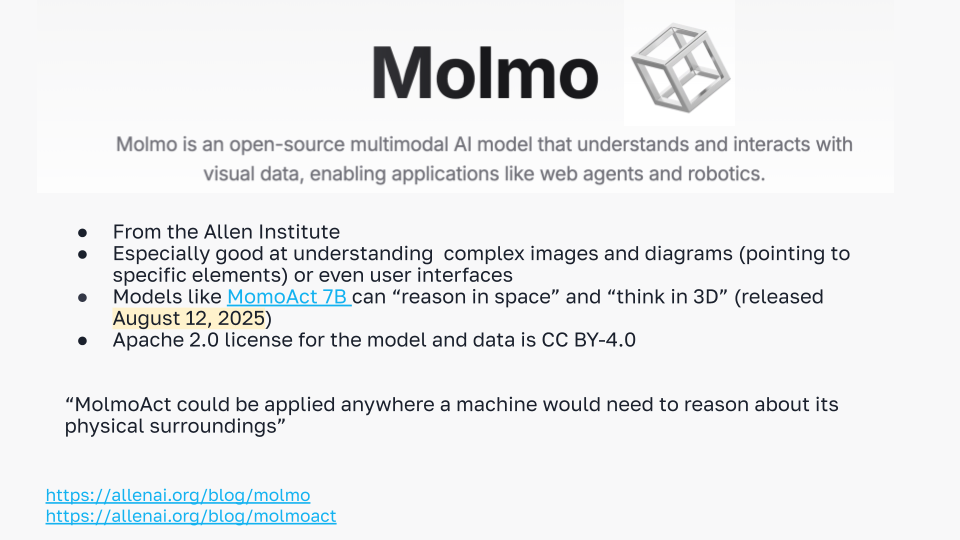 Molmo
Molmo is an open-source multimodal AI model that understands and interacts with
visual data, enabling applications like web agents and robotics.
● From the Allen Institute
● Especially good at understanding  complex images and diagrams (pointing to
specific elements) or even user interfaces
● Models like MomoAct 7B can “reason in space” and “think in 3D” (released
August 12, 2025)
● Apache 2.0 license for the model and data is CC BY-4.0
“MolmoAct could be applied anywhere a machine would need to reason about its
physical surroundings”
https://allenai.org/blog/molmo
https://allenai.org/blog/molmoact